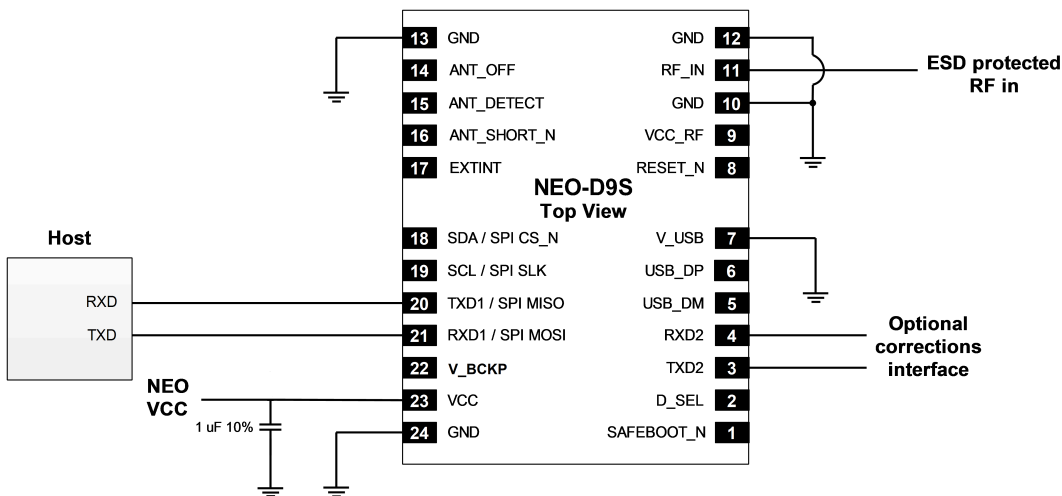 13 GND GND 12
14 ANT_OFF RF_IN 11
ESD protected
RF in
15 ANT_DETECT GND 10
16 ANT_SHORT_N VCC_RF 9
17 EXTINT RESET_N 8
NEO-D9S
Top View
Host
18 SDA / SPI CS_N V_USB 7
19 SCL / SPI SLK USB_DP 6
RXD
20 TXD1 / SPI MISO USB_DM 5
TXD
21 RXD1 / SPI MOSI RXD2 4
Optional
corrections
interface
22 V_BCKP TXD2 3
NEO
VCC
23 VCC D_SEL 2
1 uF 10%
24 GND SAFEBOOT_N 1